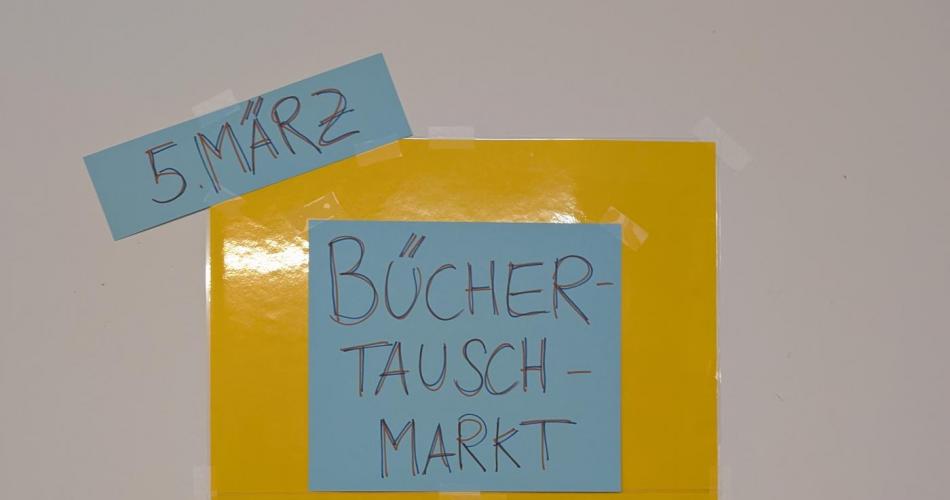 5. MÄRZ
BÜCHER-
TAUSCH-
MARKT